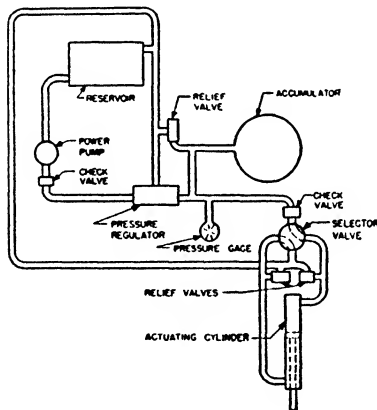 RESERVOIR
RELIEF
VALVE
ACCUMULATOR
POWER
PUMP
CHECK
VALVE
PRESSURE
REGULATOR
PRESSURE GAGE
CHECK
VALVE
SELECTOR
VALVE
RELIEF VALVES
ACTUATING CYLINDER